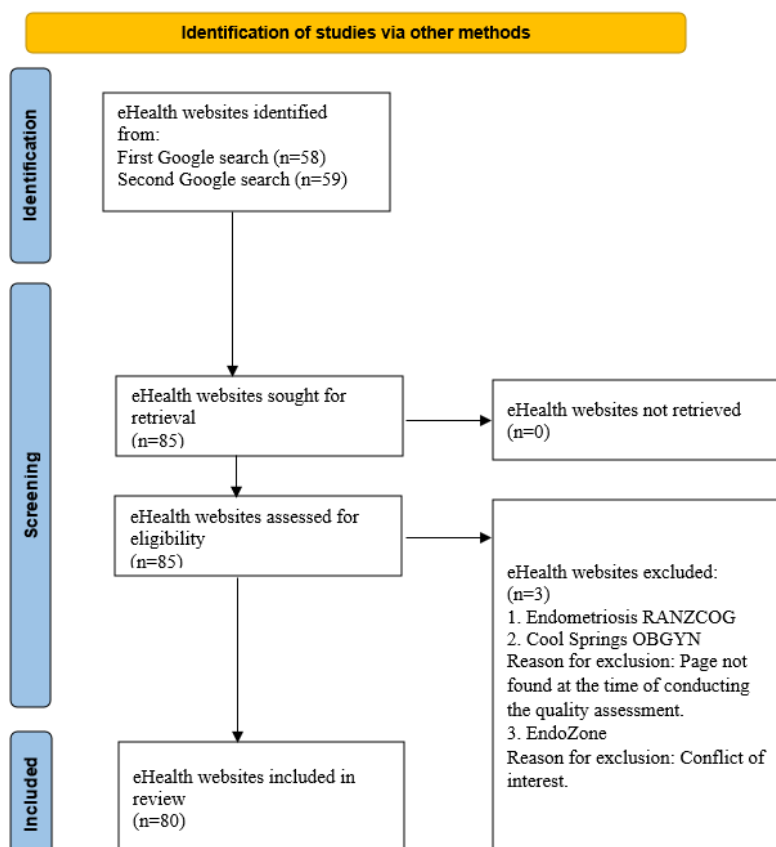 Identification of studies via other methods
Identification
eHealth websites identified
from:
First Google search (n=58)
Second Google search (n=59)
Screening
eHealth websites sought for
retrieval
(n=85)
eHealth websites not retrieved
(n=0)
eHealth websites assessed for
eligibility
(n=85)
eHealth websites excluded:
(n=3)
1. Endometriosis RANZCOG
2. Cool Springs OBGYN
Reason for exclusion: Page not
found at the time of conducting
the quality assessment.
3. EndoZone
Reason for exclusion: Conflict of
interest.
Included
eHealth websites included in
review
(n=80)